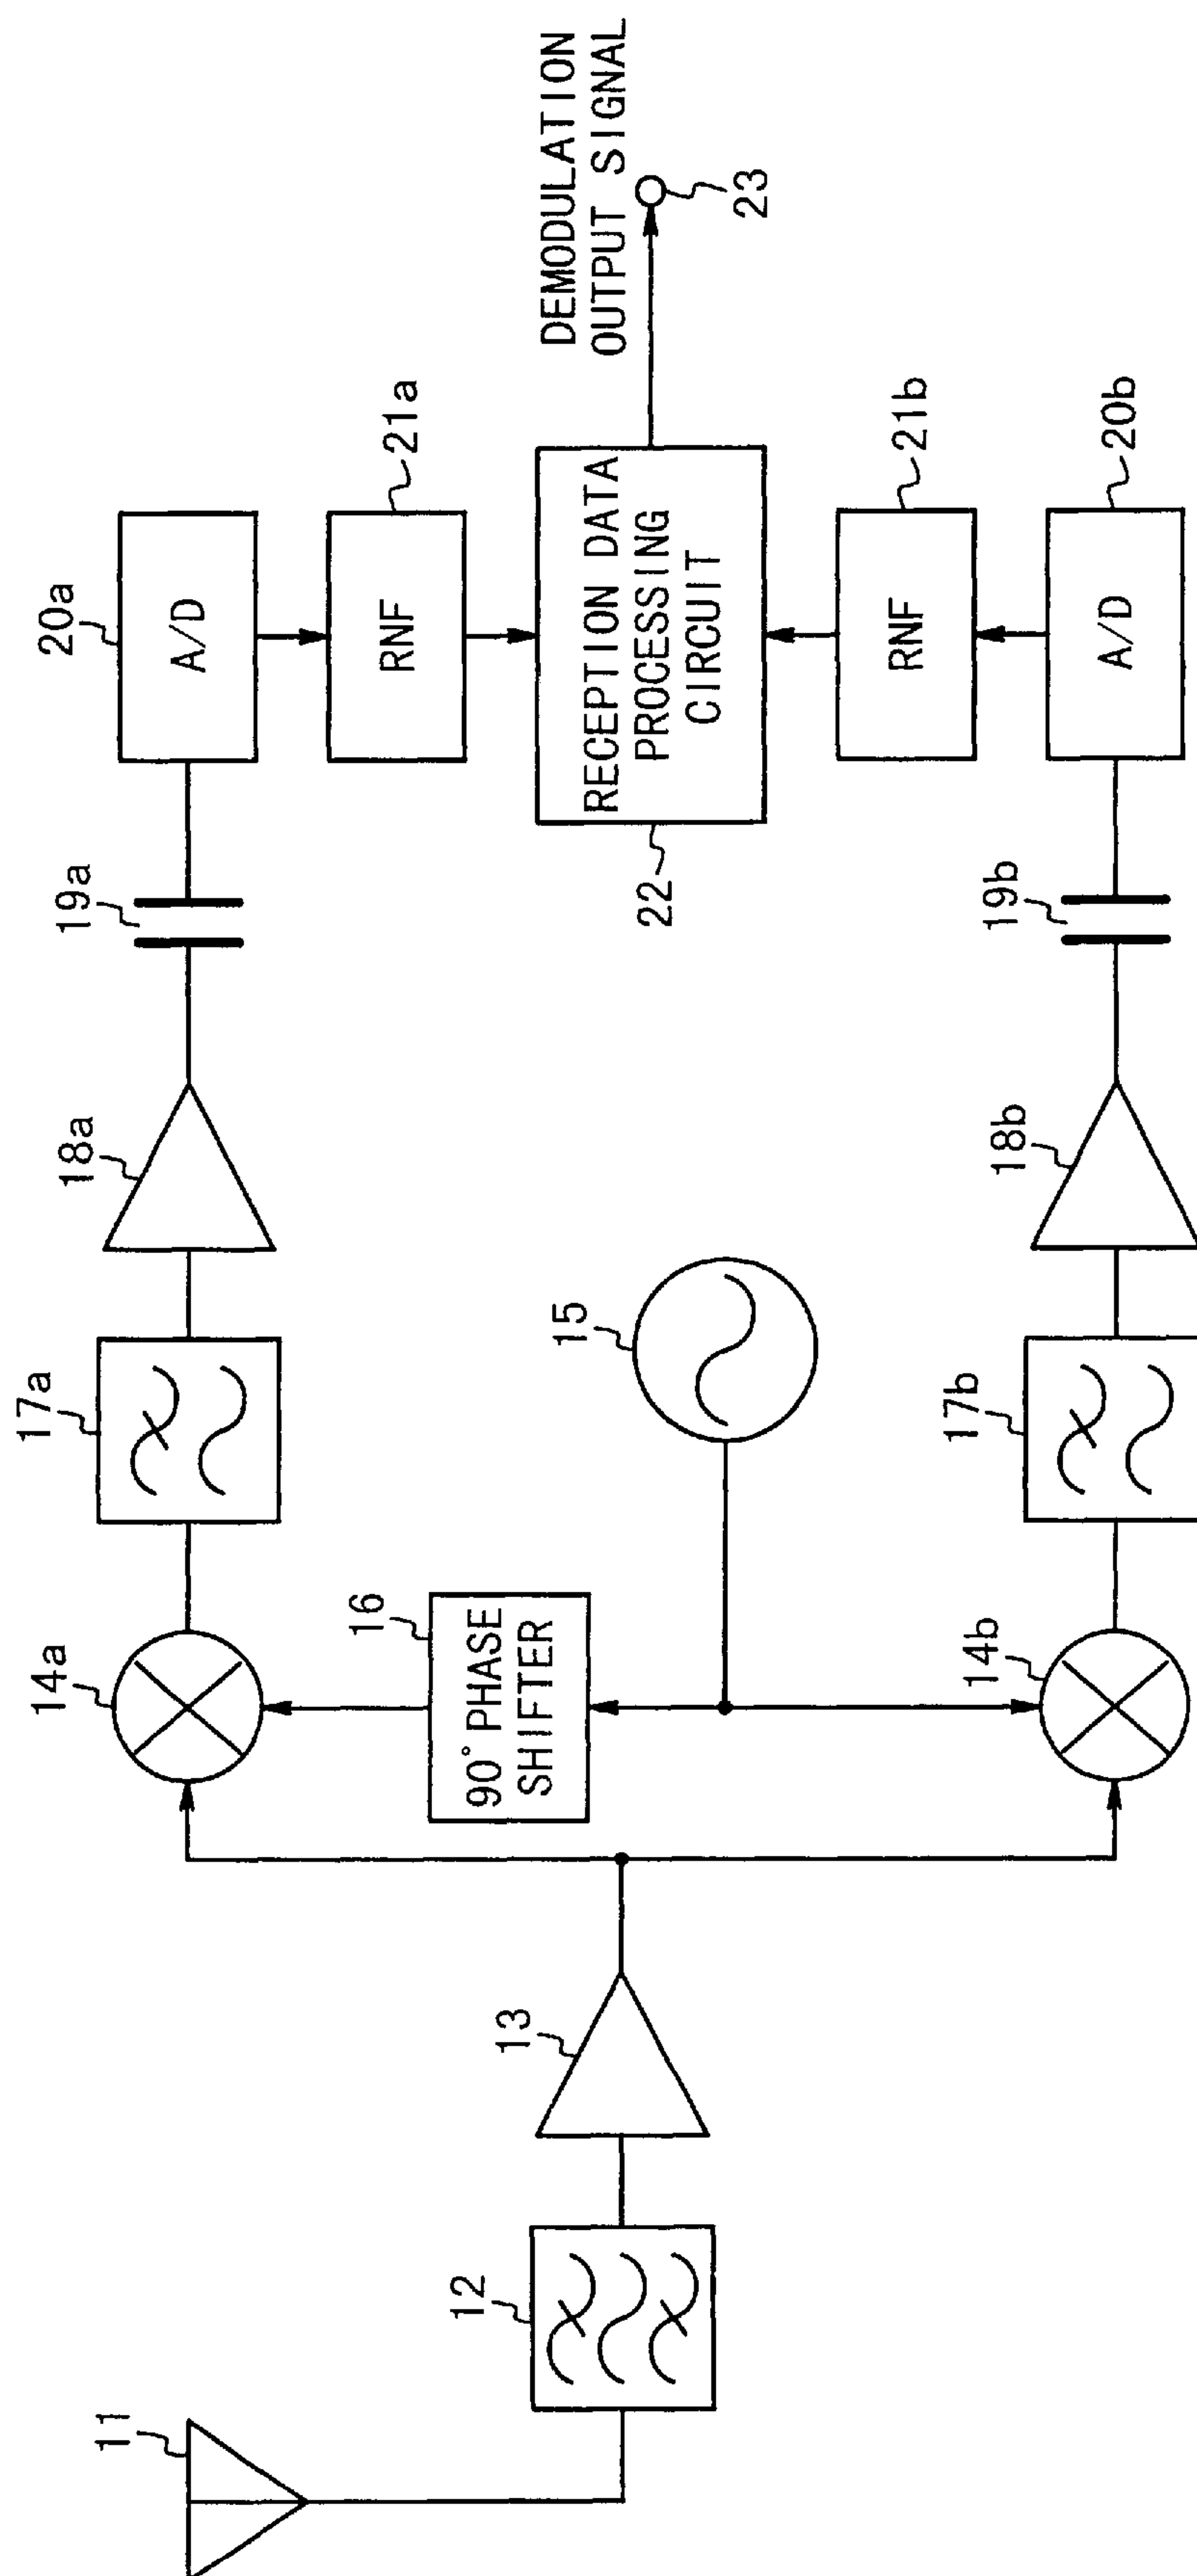 11
12
13
14a
16
90° PHASE
SHIFTER
15
14b
17a
18a
19a
20a
A/D
21a
RNF
17b
18b
19b
20b
A/D
21b
RNF
22
RECEPTION DATA
PROCESSING
CIRCUIT
DEMODULATION
OUTPUT SIGNAL
23